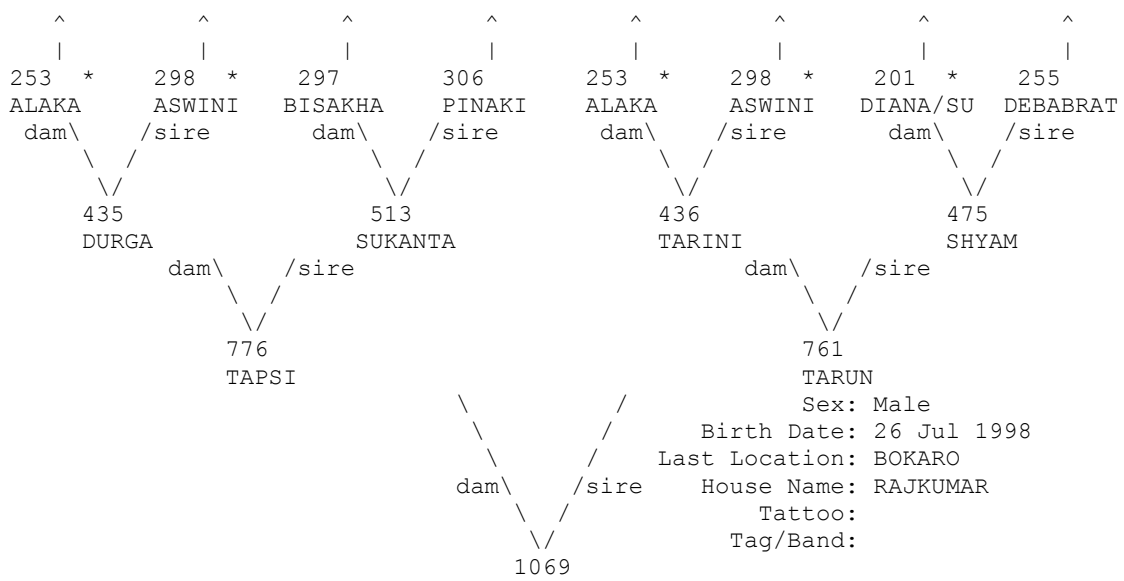 ^ ^ ^ ^ ^ ^ ^ ^
| | | | | | | |
253 * 298 * 297 306 253 * 298 * 201 * 255
ALAKA ASWINI BISAKHA PINAKI ALAKA ASWINI DIANA/SU DEBABRAT
dam\ /sire dam\ /sire dam\ /sire dam\ /sire
\ / \ / \ / \ /
\/ \/ \/ \/
435 513 436 475
DURGA SUKANTA TARINI SHYAM
dam\ /sire dam\ /sire
\ / \ /
\/ \/
776 761
TAPSI TARUN
\ / Sex: Male
\ / Birth Date: 26 Jul 1998
\ / Last Location: BOKARO
dam\ /sire House Name: RAJKUMAR
\ / Tattoo:
\/ Tag/Band:
1069